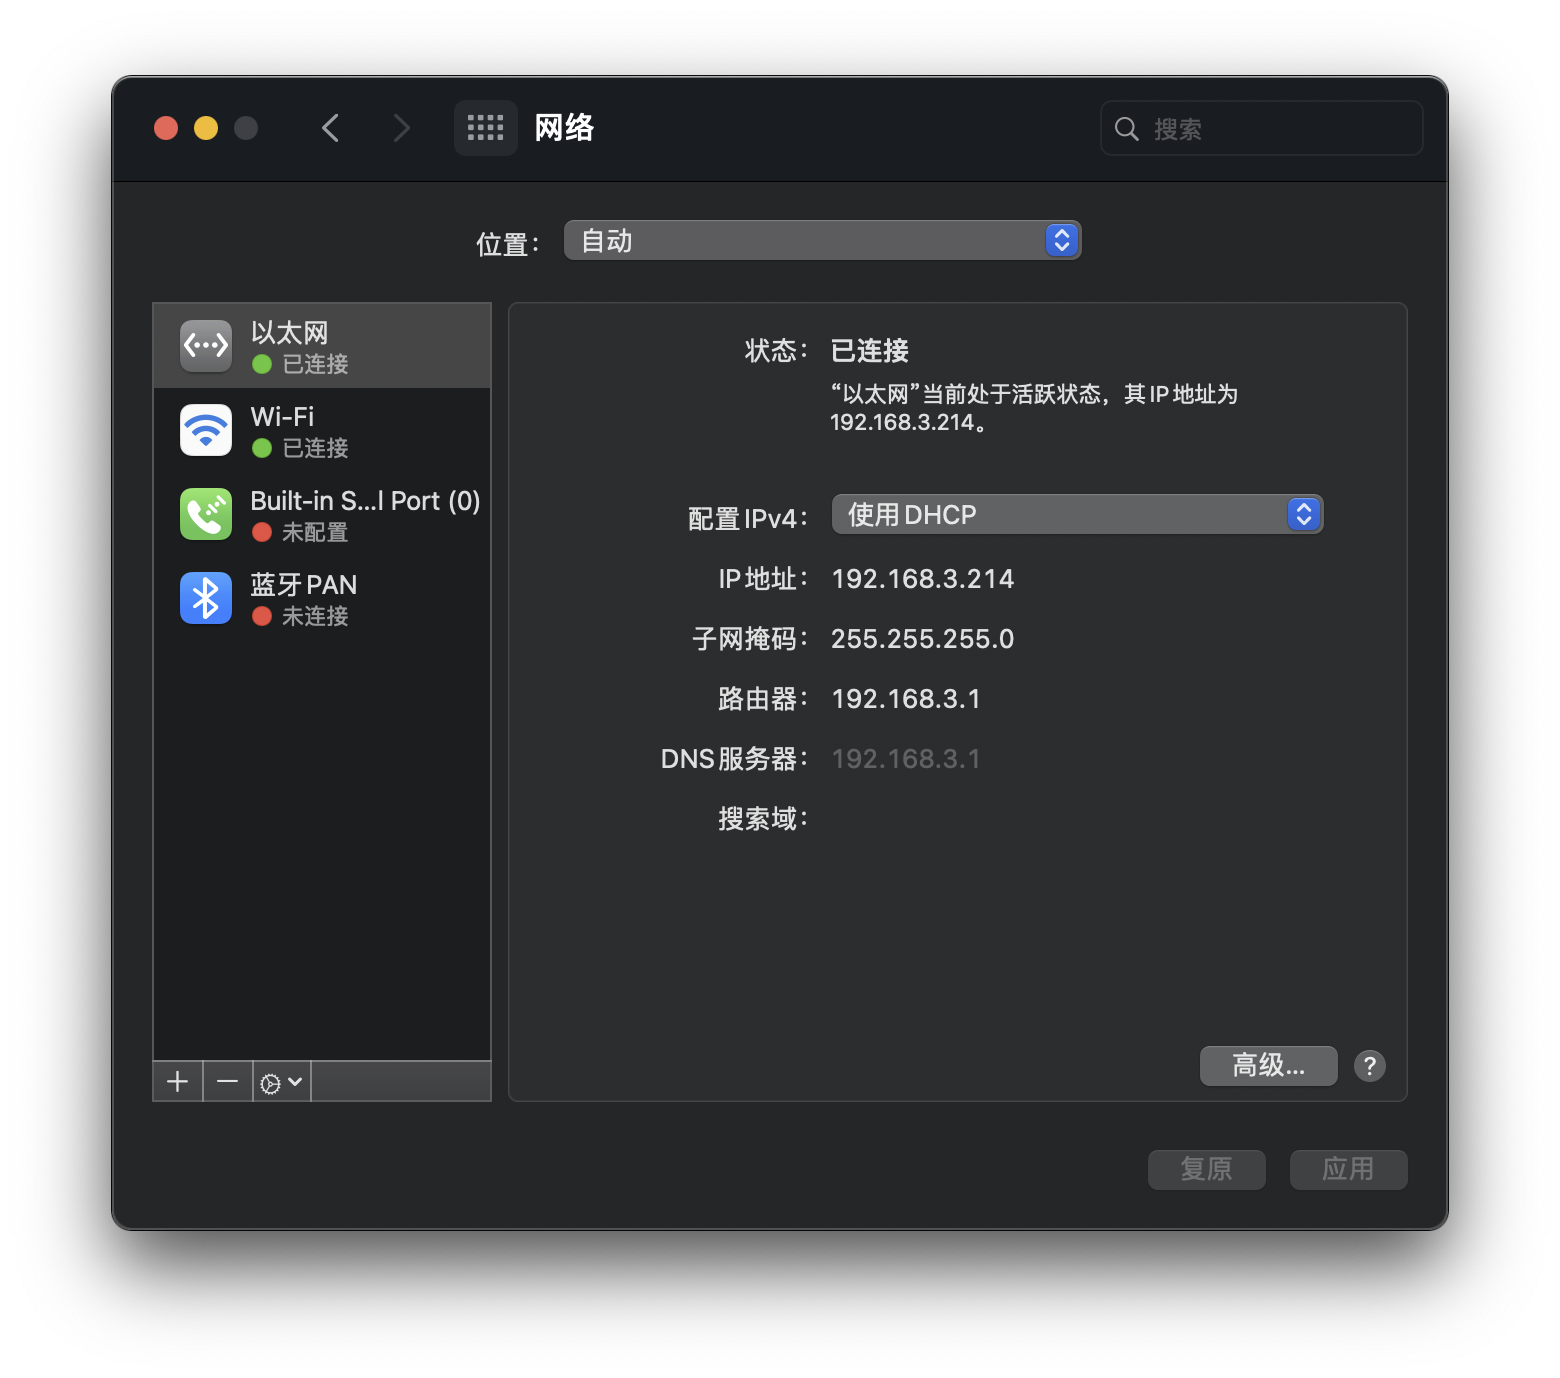 网络
搜索
位置： 自动
以太网
已连接
Wi-Fi
已连接
Built-in S...l Port (0)
未配置
蓝牙 PAN
未连接
状态： 已连接
“以太网”当前处于活跃状态，其 IP 地址为
192.168.3.214。
配置 IPv4： 使用 DHCP
IP 地址： 192.168.3.214
子网掩码： 255.255.255.0
路由器： 192.168.3.1
DNS 服务器： 192.168.3.1
搜索域：
高级... ?
复原 应用